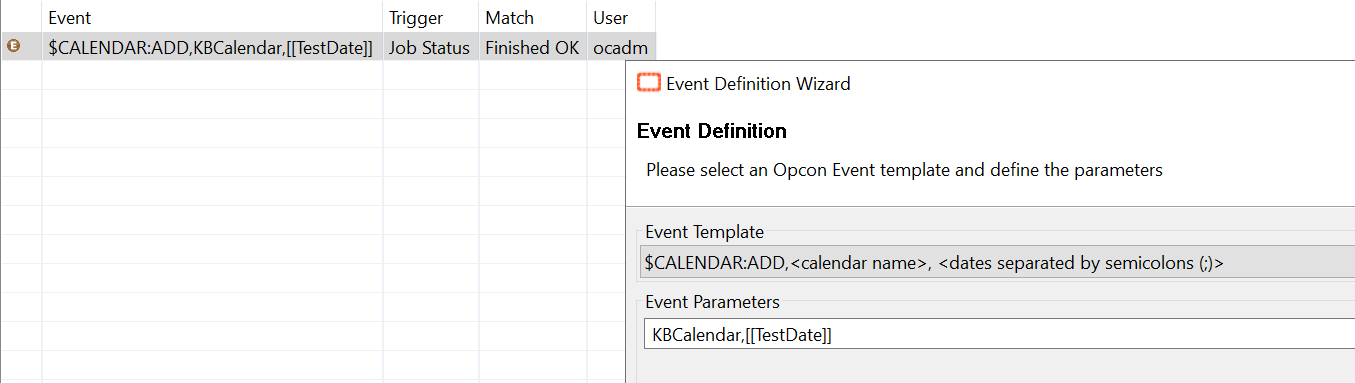 Event Trigger Match User
E $CALENDAR:ADD,KBCalendar,[[TestDate]] Job Status Finished OK ocadm
Event Definition Wizard
Event Definition
Please select an Opcon Event template and define the parameters
Event Template
$CALENDAR:ADD,<calendar name>, <dates separated by semicolons (;)>
Event Parameters
KBCalendar,[[TestDate]]